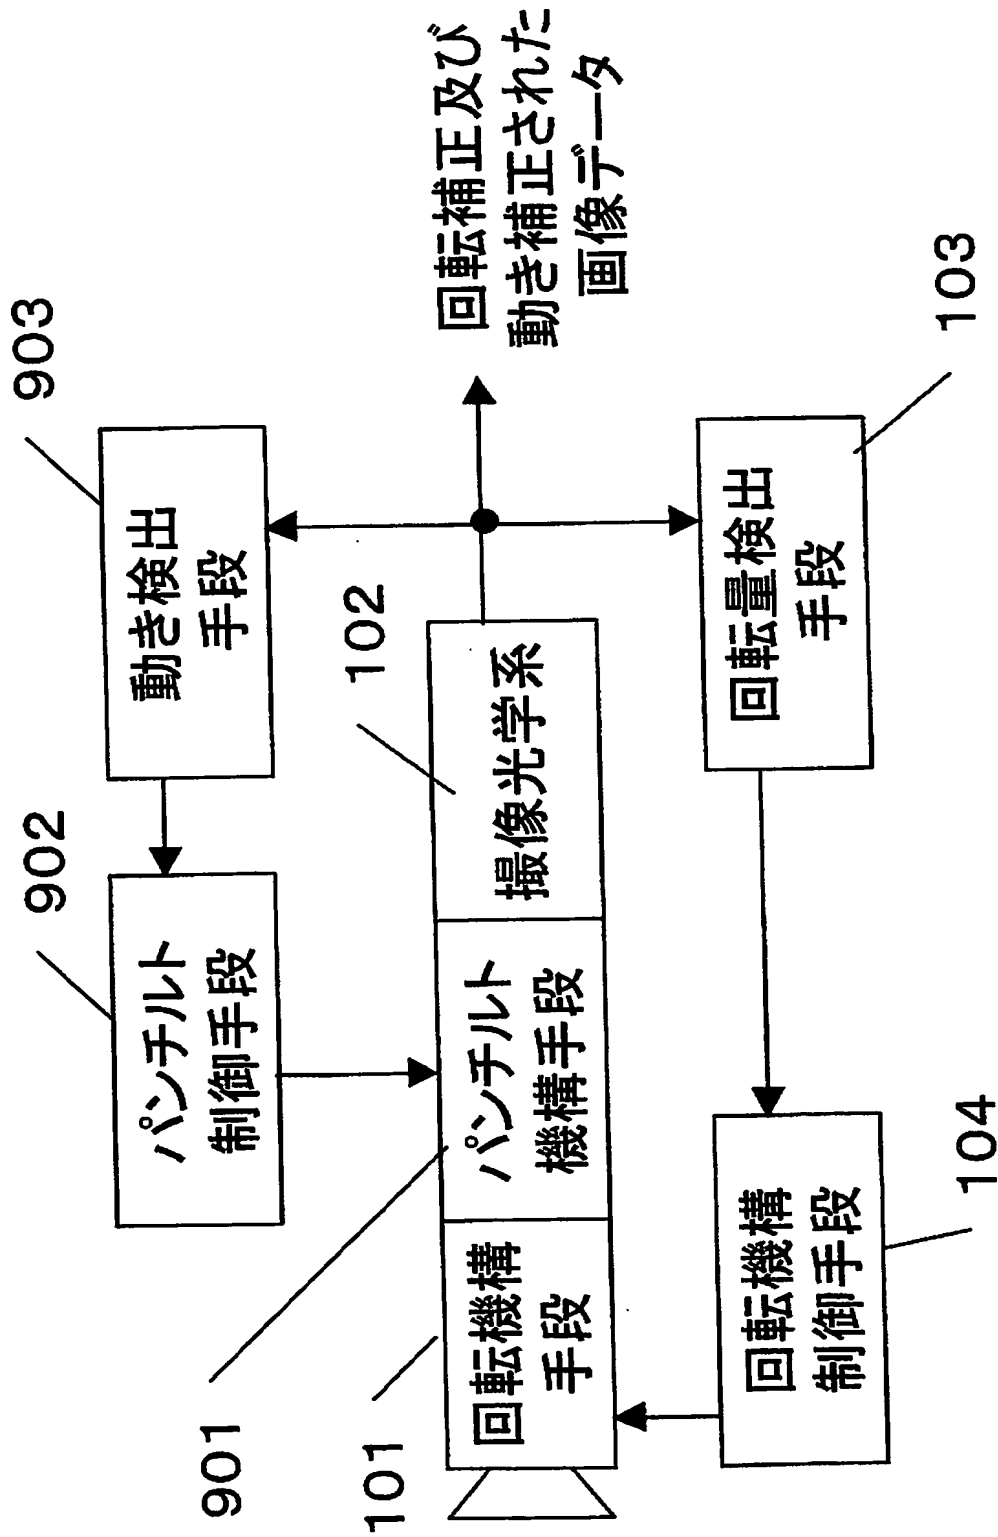 903
動き検出
手段
902
パンチルト
制御手段
901
パンチルト
機構手段
101
回転機構
手段
102
撮像光学系
回転補正及び
動き補正された
画像データ
103
回転量検出
手段
104
回転機構
制御手段